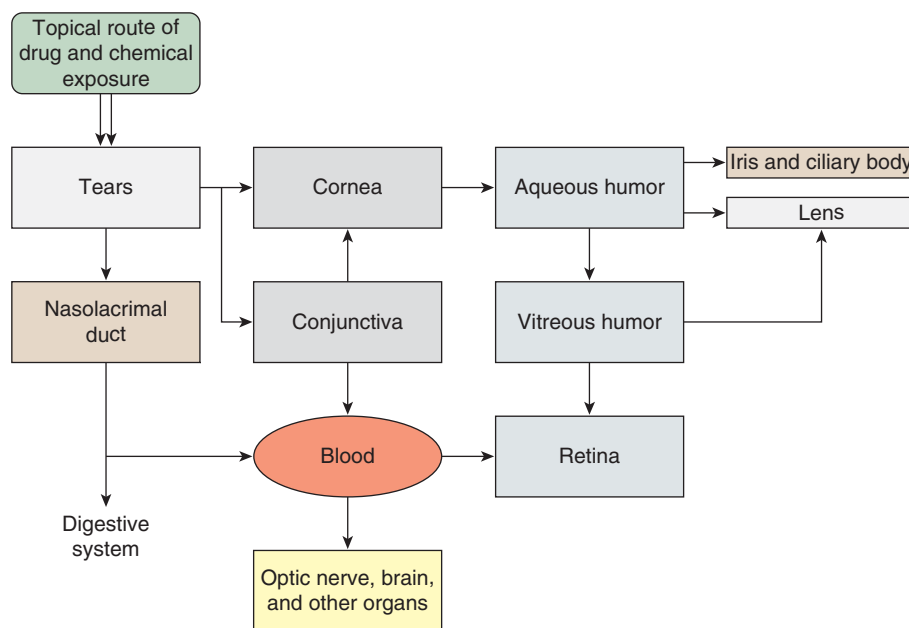 Topical route of
drug and chemical
exposure
Tears
Cornea
Aqueous humor
Iris and ciliary body
Lens
Nasolacrimal
duct
Conjunctiva
Vitreous humor
Blood
Retina
Digestive
system
Optic nerve, brain,
and other organs